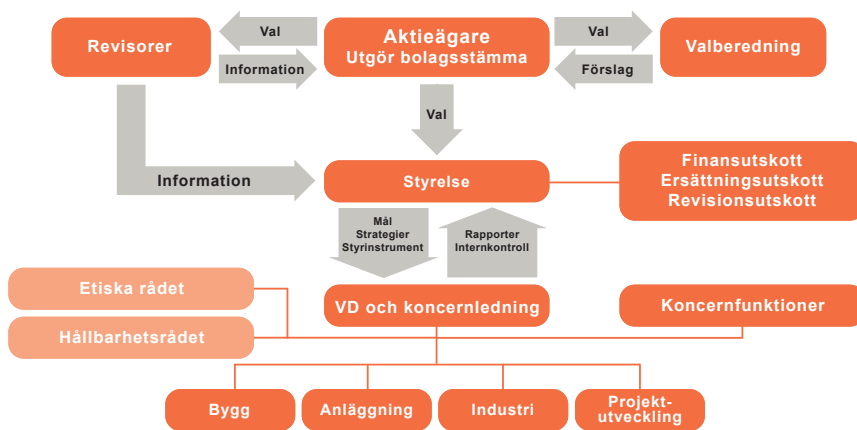 Revisorer
Val
Information
Aktieägare
Utgör bolagsstämma
Val
Förslag
Valberedning
Val
Information
Styrelse
Finansutskott
Ersättningsutskott
Revisionsutskott
Mål
Strategier
Styrinstrument
Rapporter
Internkontroll
Etiska rådet
Hållbarhetsrådet
VD och koncernledning
Koncernfunktioner
Bygg
Anläggning
Industri
Projekt-
utveckling